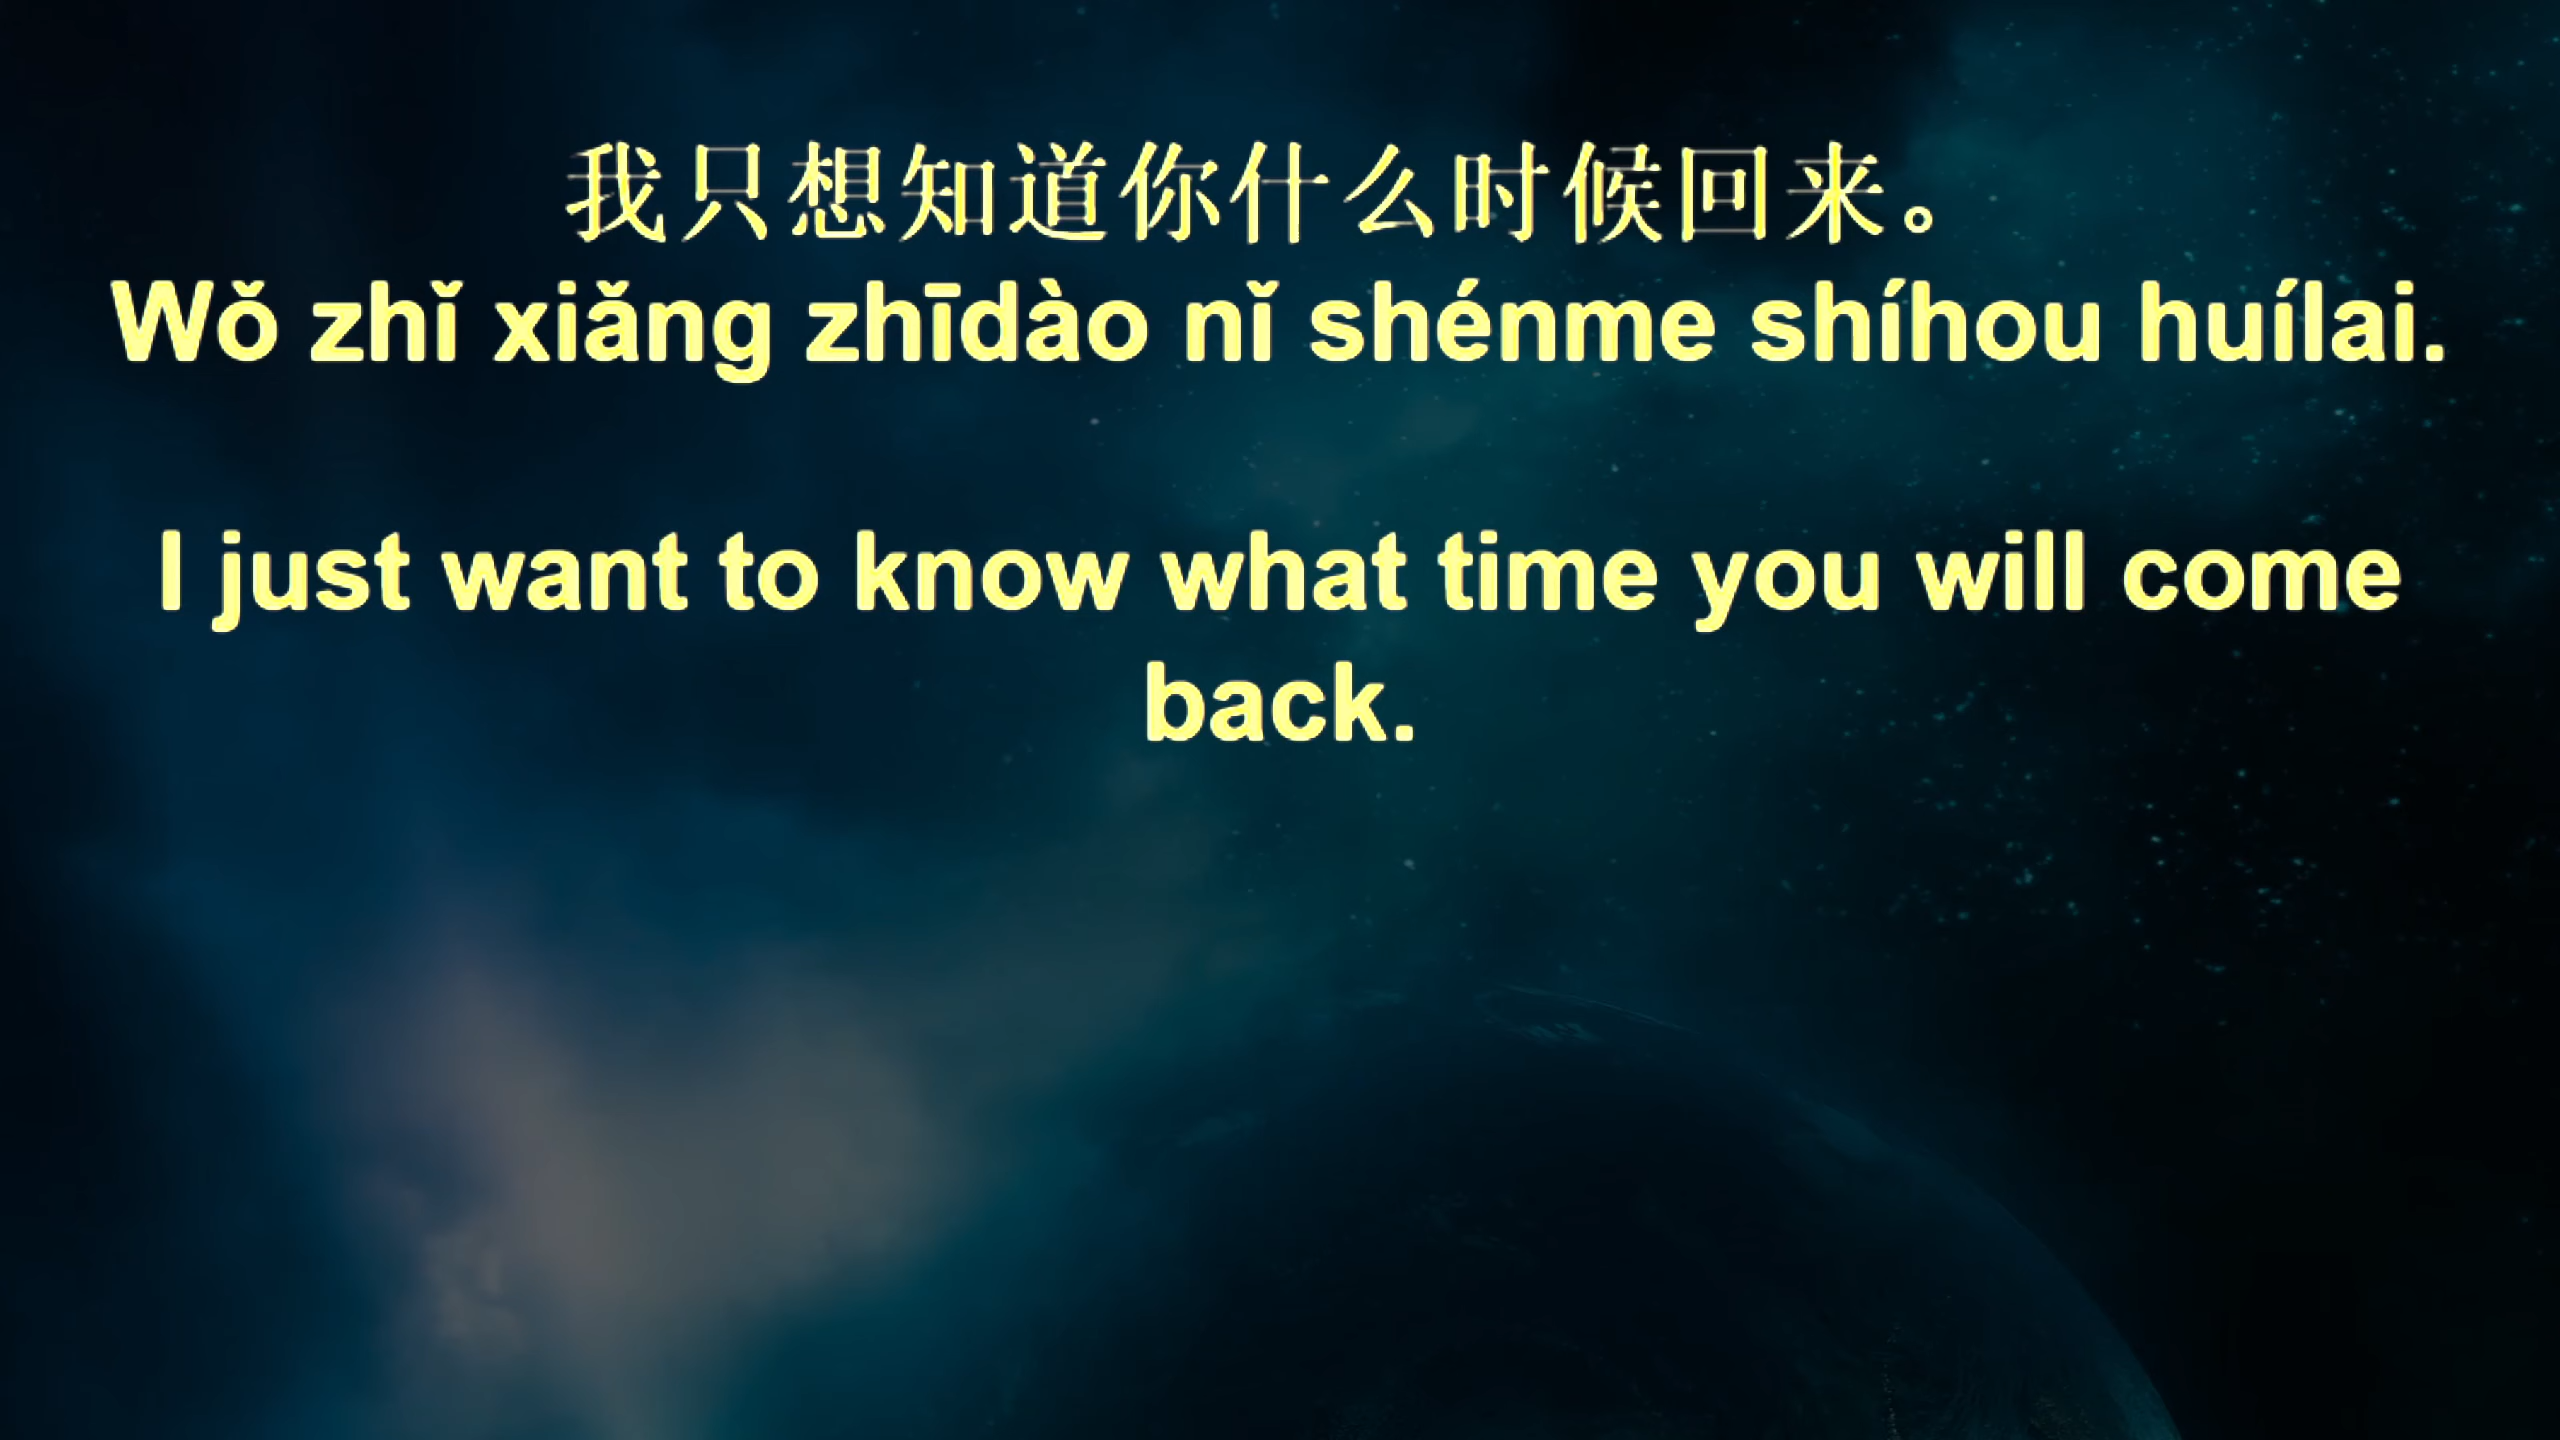 我只想知道你什么时候回来。
Wǒ zhǐ xiǎng zhīdào nǐ shénme shíhou huílai.
I just want to know what time you will come
back.